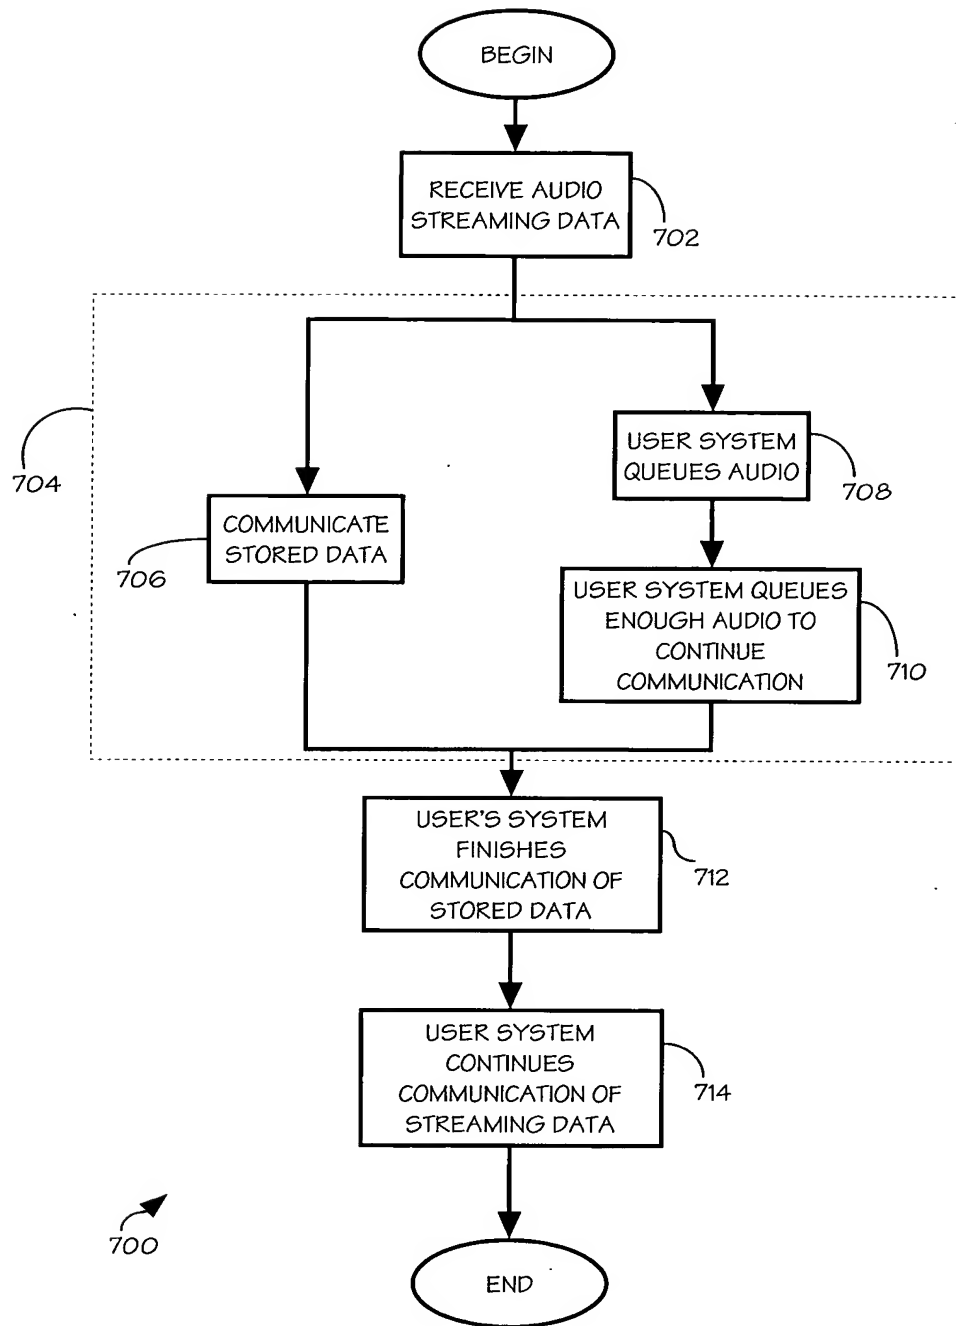 BEGIN
RECEIVE AUDIO
STREAMING DATA
702
704
USER SYSTEM
QUEUES AUDIO
708
COMMUNICATE
STORED DATA
706
USER SYSTEM QUEUES
ENOUGH AUDIO TO
CONTINUE
COMMUNICATION
710
USER'S SYSTEM
FINISHES
COMMUNICATION OF
STORED DATA
712
USER SYSTEM
CONTINUES
COMMUNICATION OF
STREAMING DATA
714
700
END